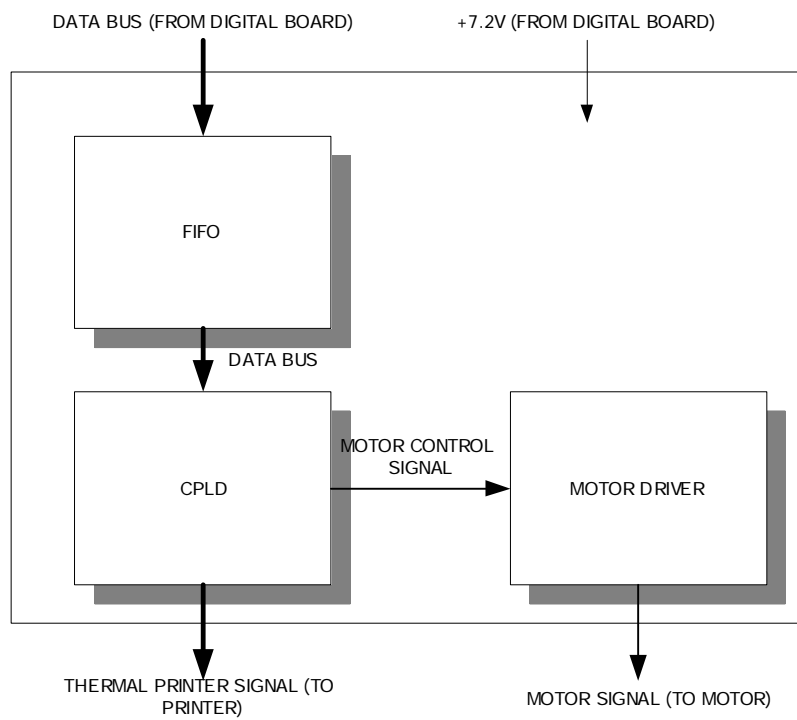 DATA BUS (FROM DIGITAL BOARD)
+7.2V (FROM DIGITAL BOARD)
FIFO
DATA BUS
CPLD
MOTOR CONTROL
SIGNAL
MOTOR DRIVER
THERMAL PRINTER SIGNAL (TO
PRINTER)
MOTOR SIGNAL (TO MOTOR)